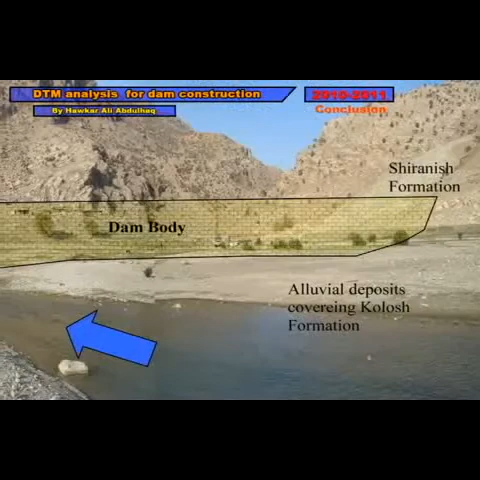 DTM analysis for dam construction
2010-2011
By Hawkar Ali Abdulhaq
Conclusion
Shiranish
Formation
Dam Body
Alluvial deposits
covereing Kolosh
Formation